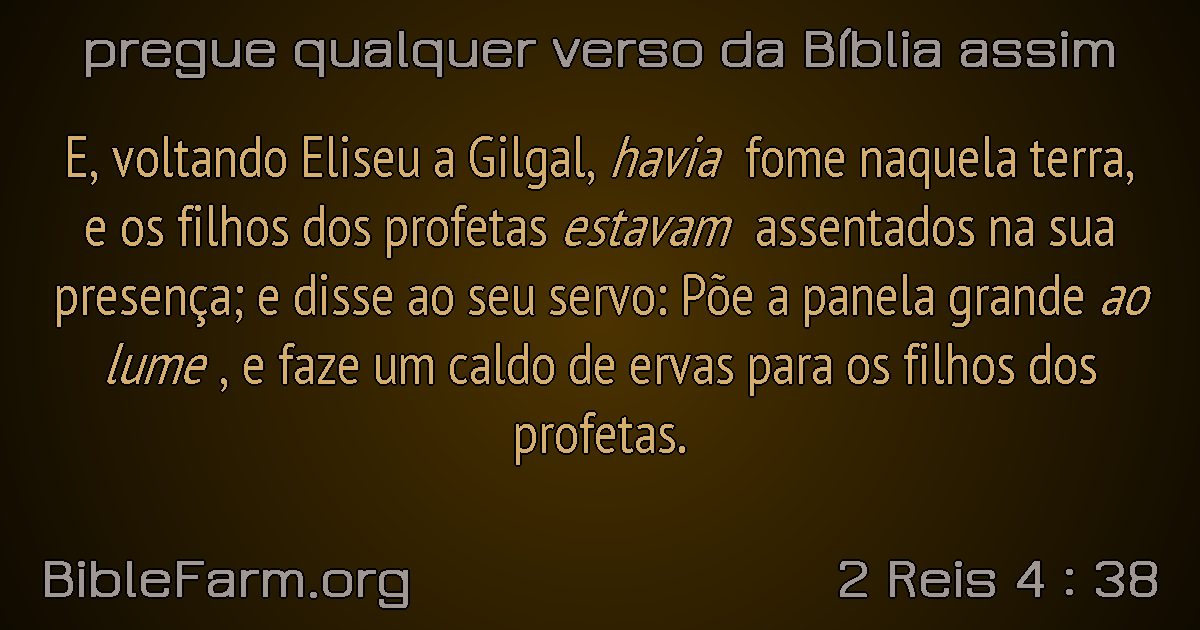 pregue qualquer verso da Bíblia assim
E, voltando Eliseu a Gilgal, havia fome naquela terra,
e os filhos dos profetas estavam assentados na sua
presença; e disse ao seu servo: Põe a panela grande ao
lume , e faze um caldo de ervas para os filhos dos
profetas.
BibleFarm.org
2 Reis 4 : 38